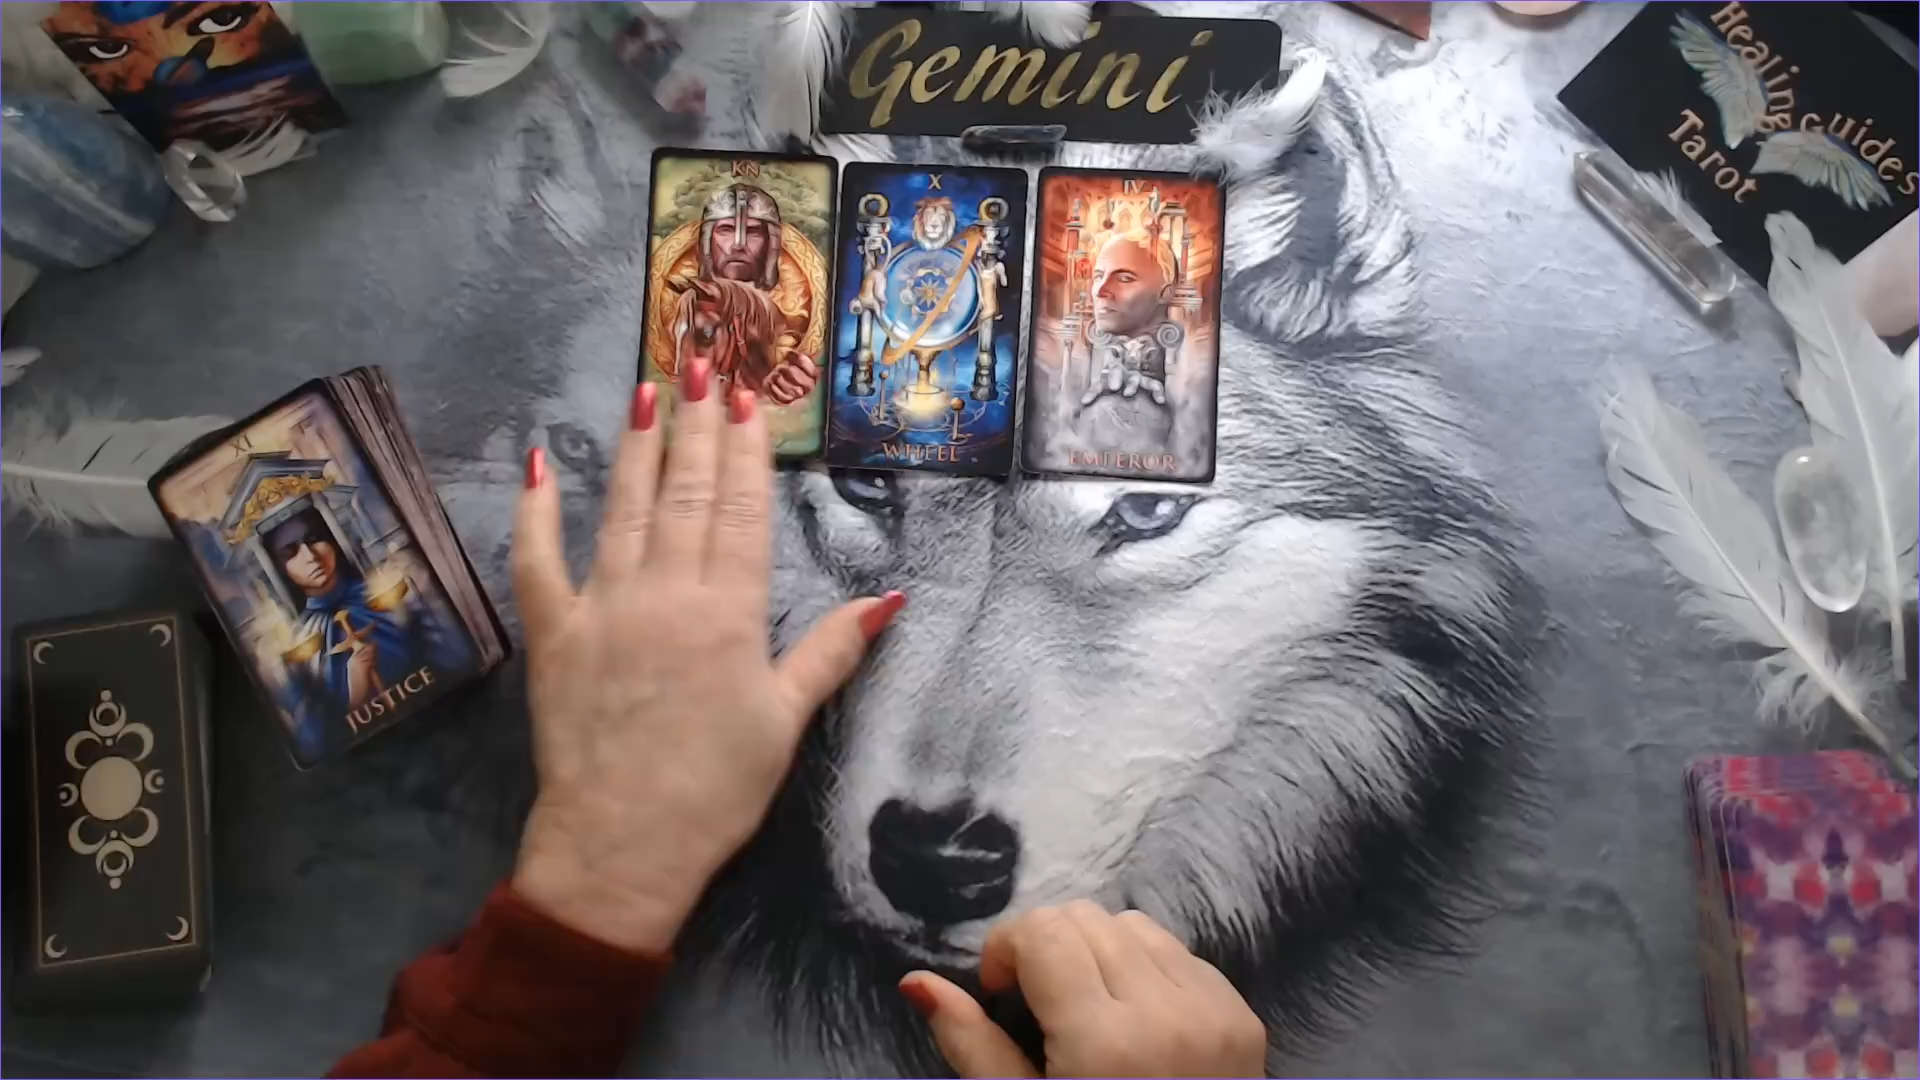 Gemini
Healing Guides
Tarot
KN
X
WHEEL
IV
EMPEROR
XI
JUSTICE